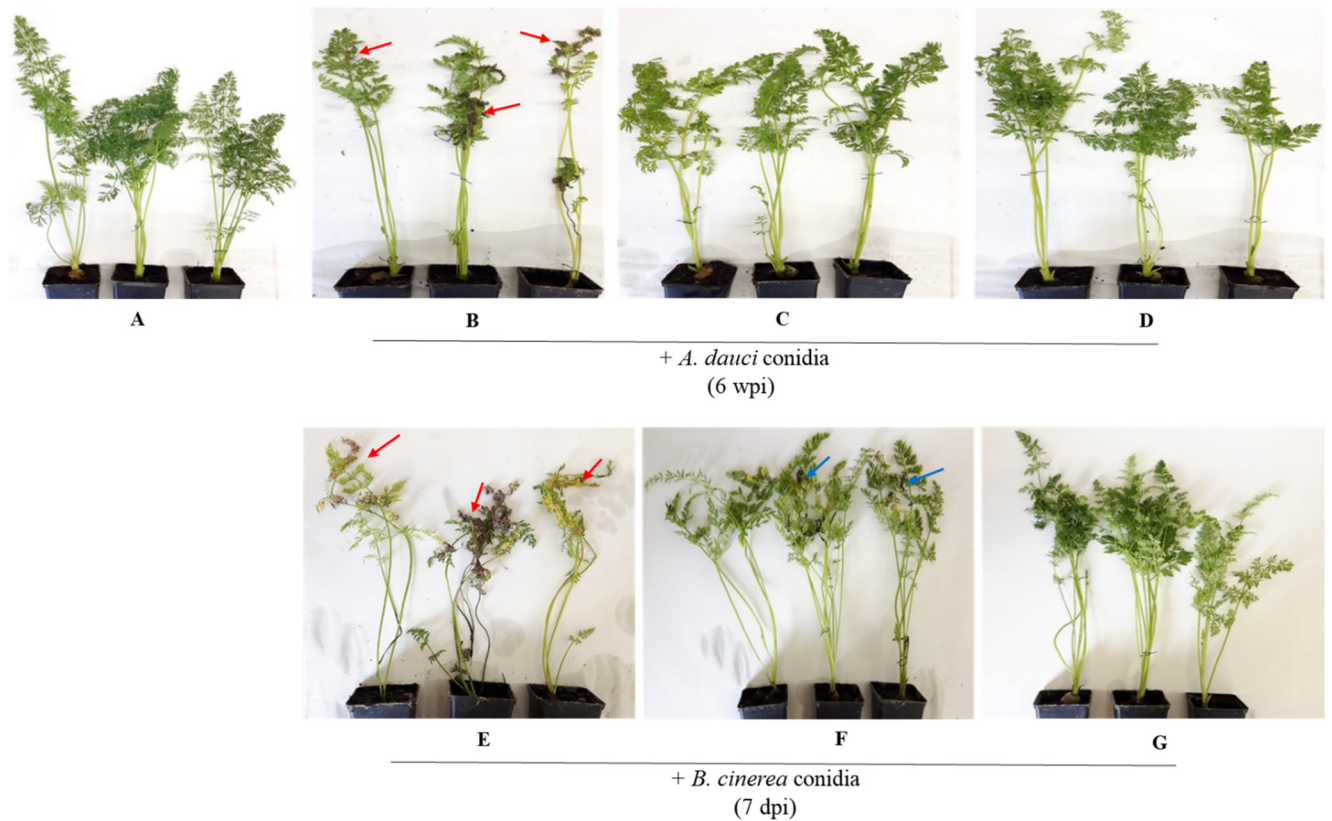 A
B
C
D
+ A. dauci conidia
(6 wpi)
E
F
G
+ B. cinerea conidia
(7 dpi)